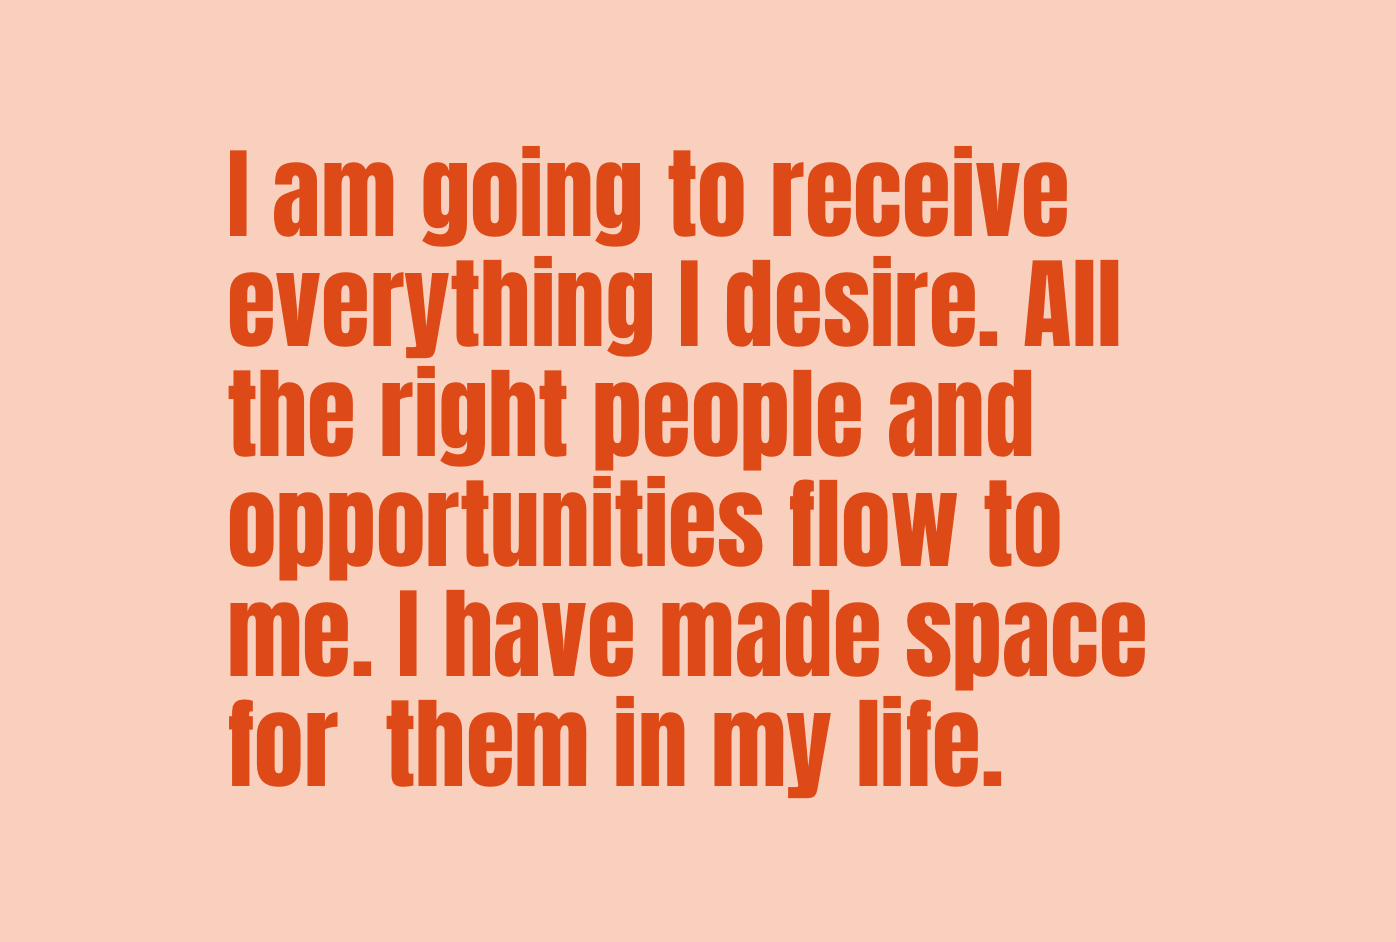 I am going to receive
everything I desire. All
the right people and
opportunities flow to
me. I have made space
for  them in my life.